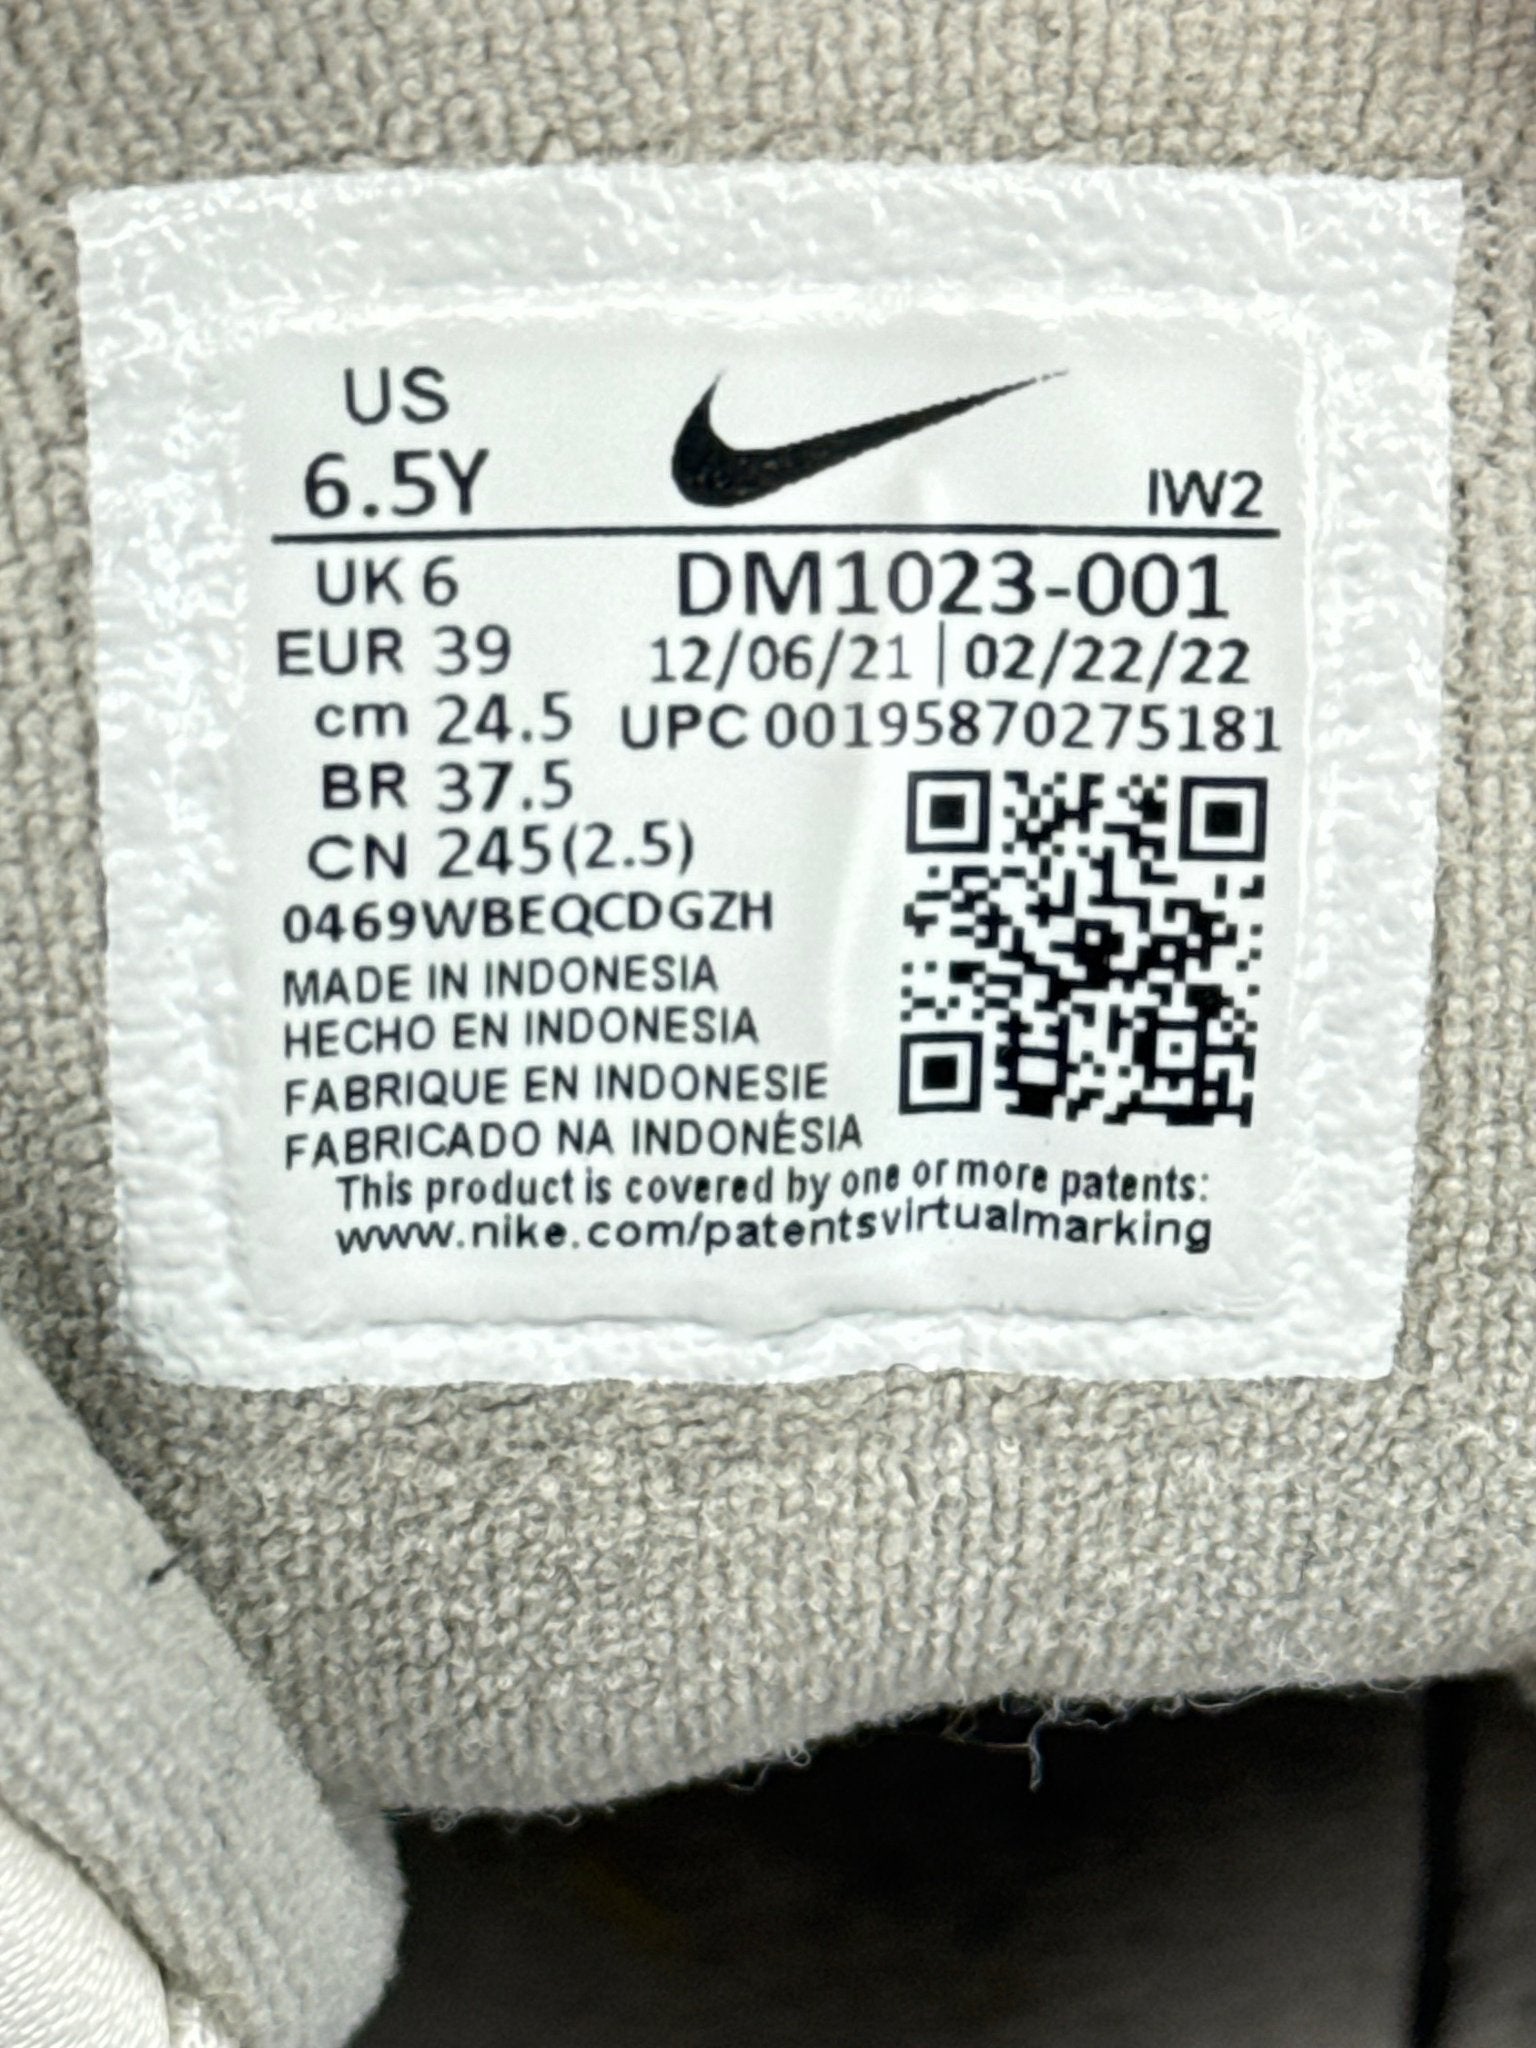 US
6.5Y
IW2
UK 6
EUR 39
cm 24.5
BR 37.5
CN 245(2.5)
DM1023-001
12/06/21 | 02/22/22
UPC 00195870275181
0469WBEQCDGZH
MADE IN INDONESIA
HECHO EN INDONESIA
FABRIQUE EN INDONESIE
FABRICADO NA INDONÉSIA
This product is covered by one or more patents:
www.nike.com/patentsvirtualmarking